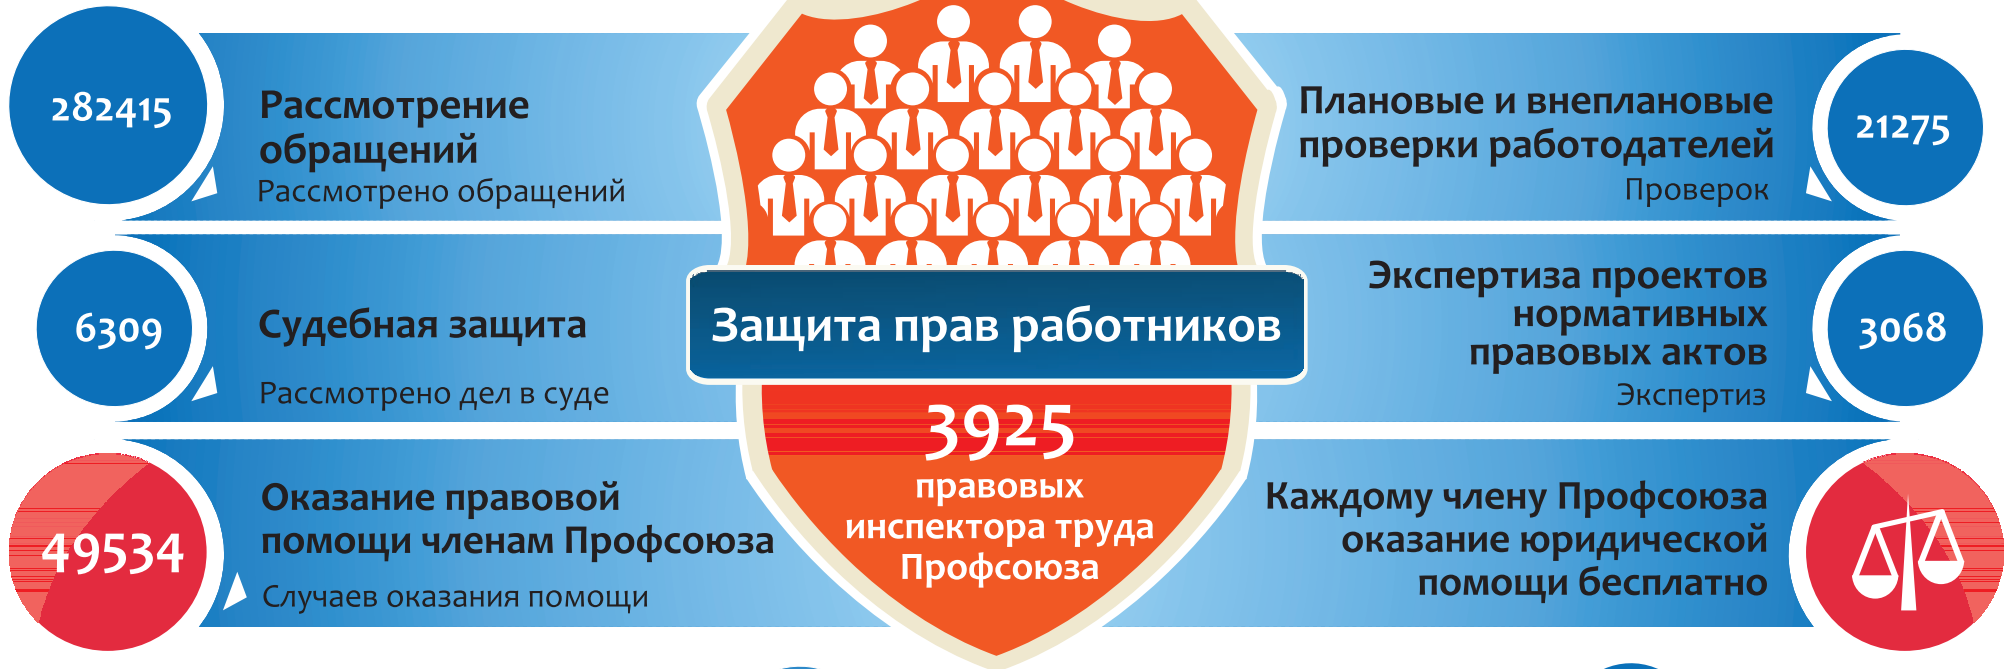 282415
Рассмотрение
обращений
Рассмотрено обращений
6309
Судебная защита
Рассмотрено дел в суде
49534
Оказание правовой
помощи членам Профсоюза
Случаев оказания помощи
Защита прав работников
3925
правовых
инспектора труда
Профсоюза
Плановые и внеплановые
проверки работодателей
Проверок
21275
Экспертиза проектов
нормативных
правовых актов
Экспертиз
3068
Каждому члену Профсоюза
оказание юридической
помощи бесплатно